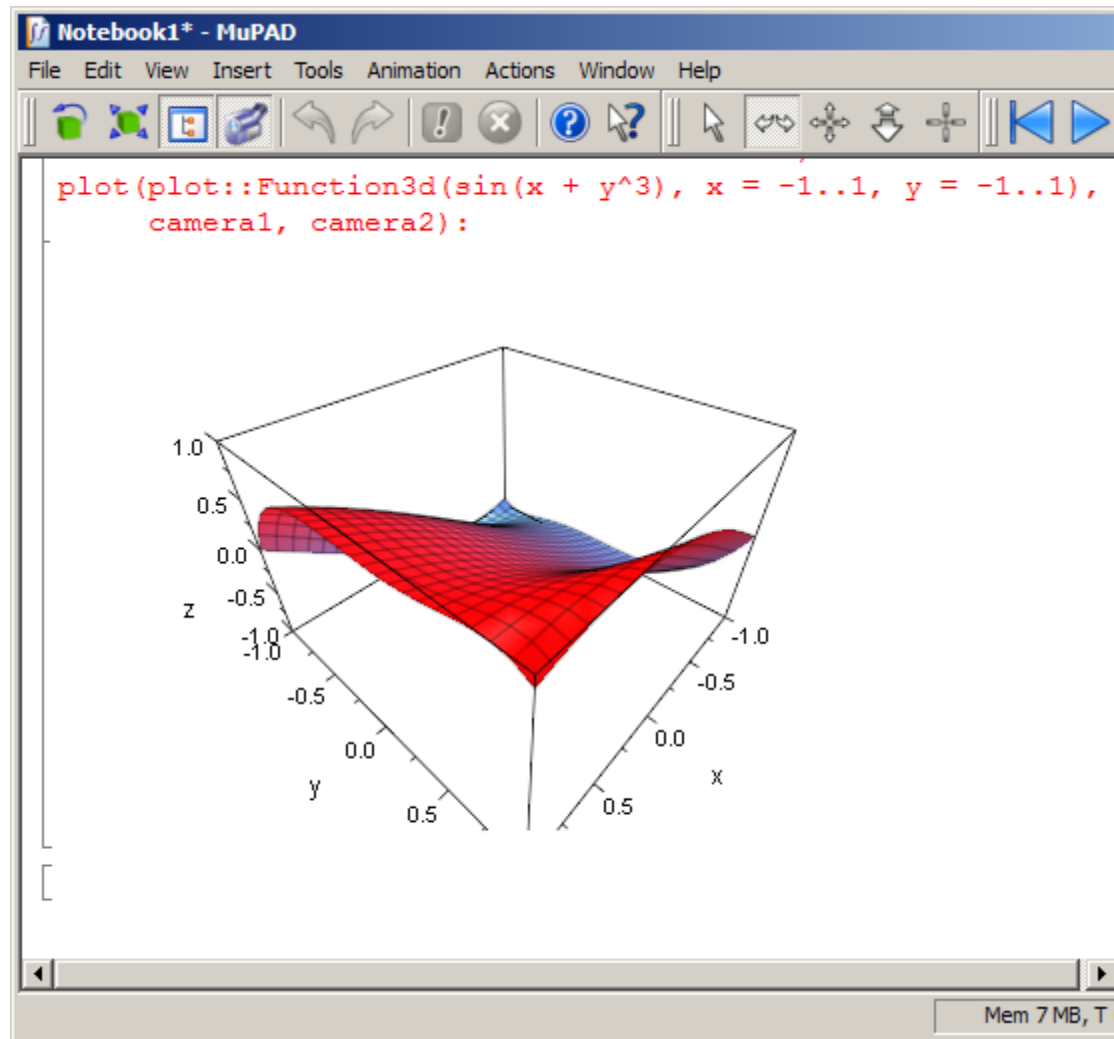 Notebook1* - MuPAD
File Edit View Insert Tools Animation Actions Window Help
plot(plot::Function3d(sin(x + y^3), x = -1..1, y = -1..1),
camera1, camera2):
1.0
0.5
0.0
-0.5
z
-1.0
-1.0
-1.0
-0.5
-0.5
0.0
0.0
y
x
0.5
0.5
Mem 7 MB, T